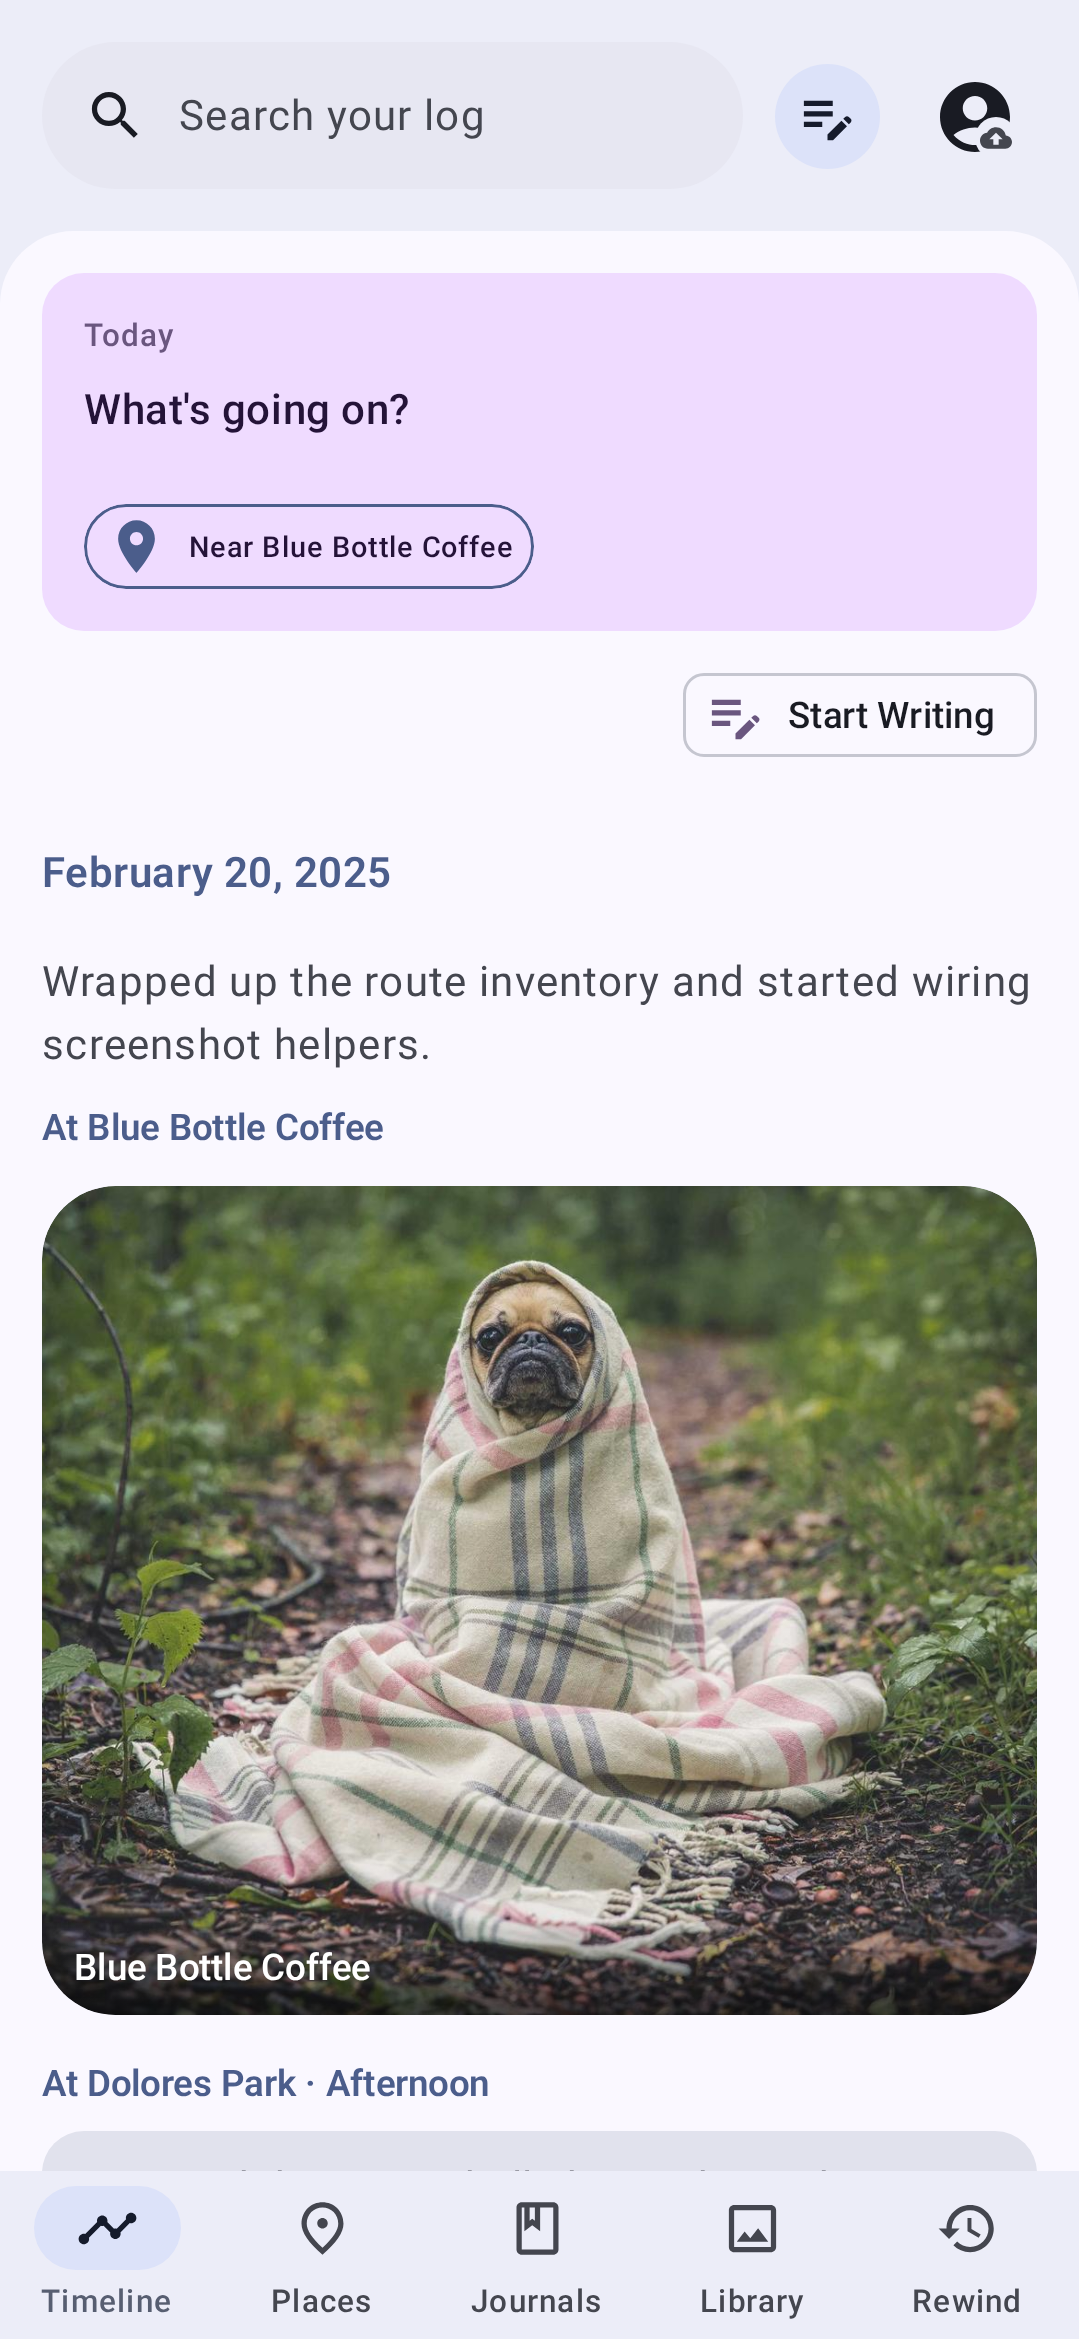 Search your log
Today
What's going on?
Near Blue Bottle Coffee
Start Writing
February 20, 2025
Wrapped up the route inventory and started wiring
screenshot helpers.
At Blue Bottle Coffee
Blue Bottle Coffee
At Dolores Park · Afternoon
Timeline
Places
Journals
Library
Rewind